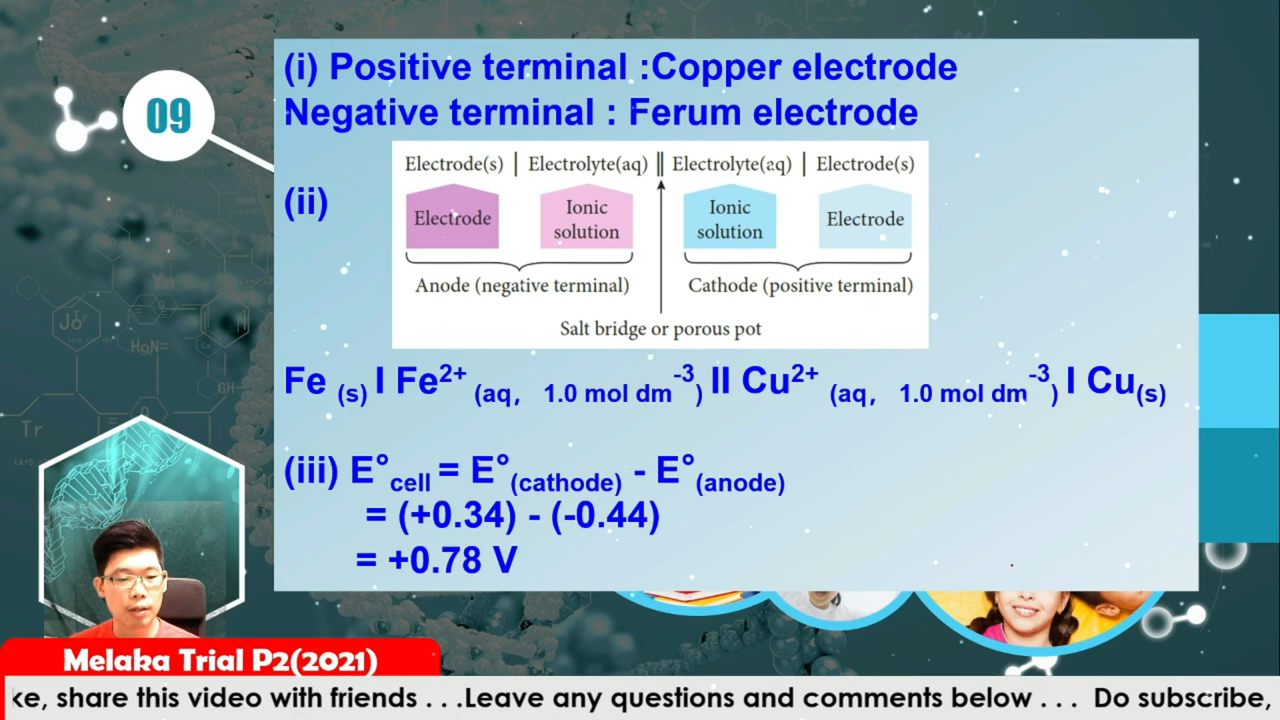 09
(i) Positive terminal :Copper electrode
Negative terminal : Ferum electrode
(ii)
Electrode(s) | Electrolyte(aq) || Electrolyte(aq) | Electrode(s)
Electrode
Ionic
solution
Ionic
solution
Electrode
Anode (negative terminal)
Cathode (positive terminal)
Salt bridge or porous pot
Fe (s) I Fe²⁺ (aq, 1.0 mol dm⁻³) II Cu²⁺ (aq, 1.0 mol dm⁻³) I Cu(s)
(iii) E°cell = E°(cathode) - E°(anode)
= (+0.34) - (-0.44)
= +0.78 V
Melaka Trial P2(2021)
ke, share this video with friends . . .Leave any questions and comments below . . . Do subscribe,